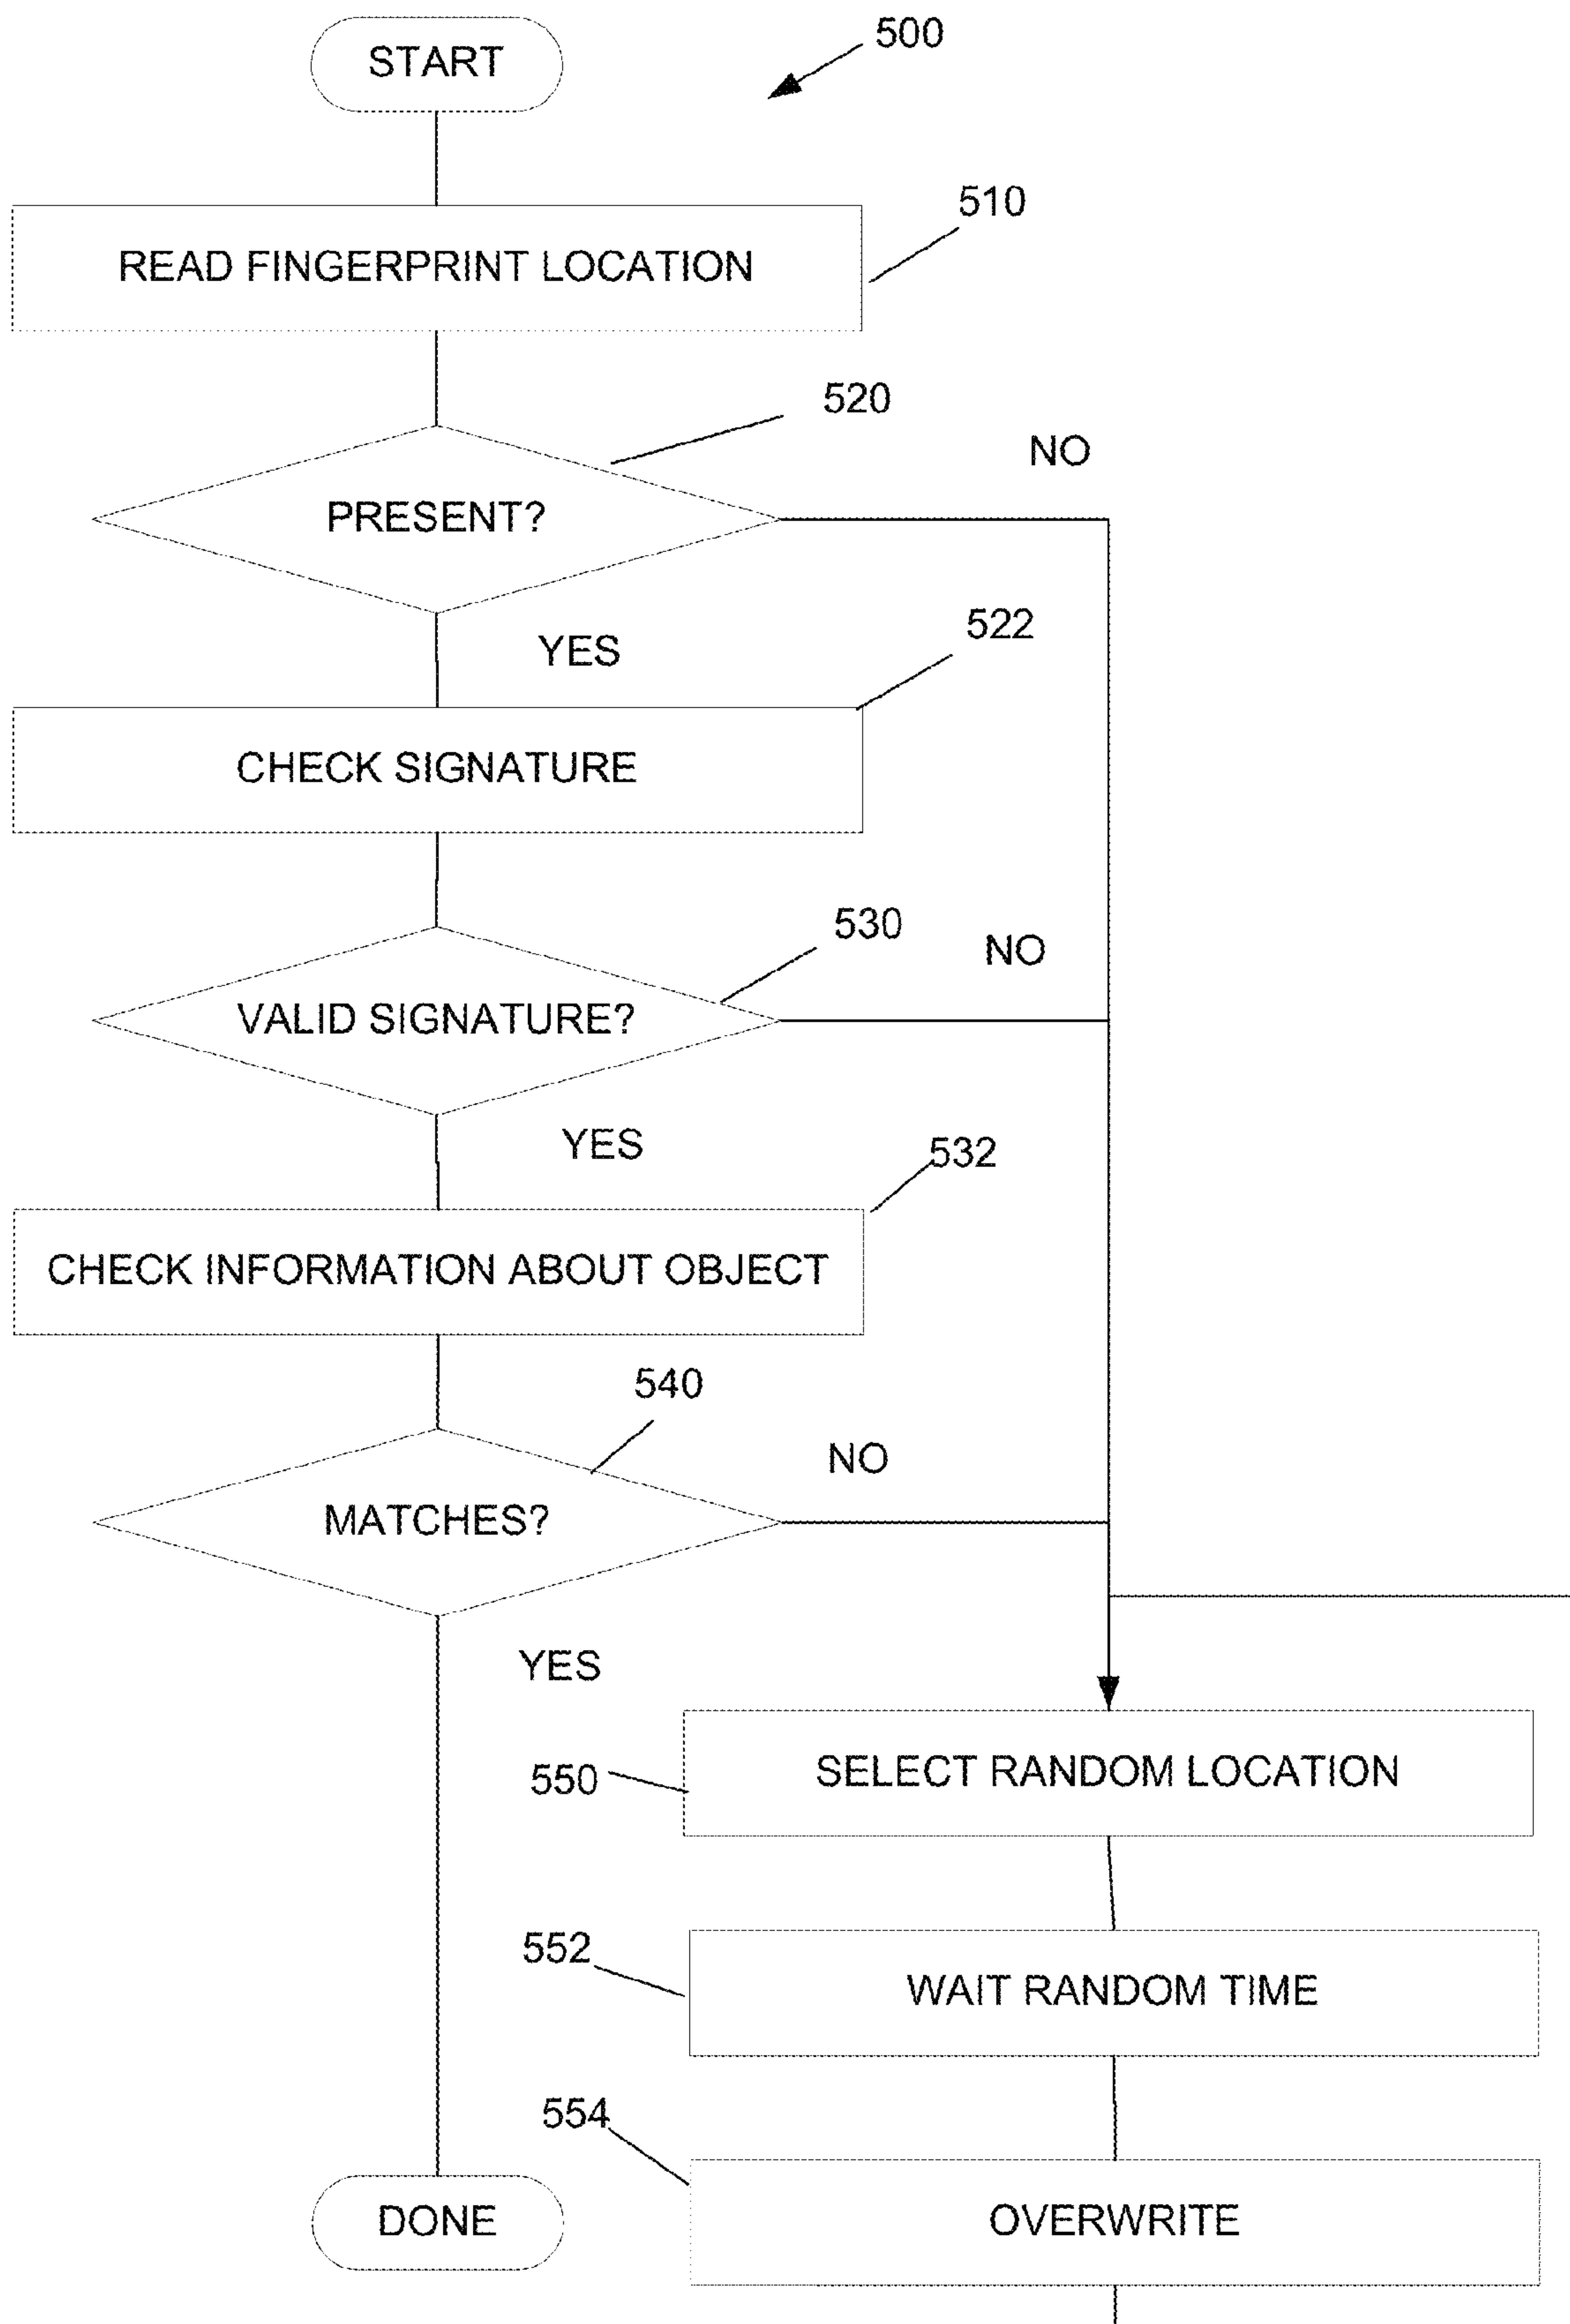 START
500
READ FINGERPRINT LOCATION
510
520
NO
PRESENT?
YES
522
CHECK SIGNATURE
530
NO
VALID SIGNATURE?
YES
532
CHECK INFORMATION ABOUT OBJECT
540
NO
MATCHES?
YES
550
SELECT RANDOM LOCATION
552
WAIT RANDOM TIME
554
DONE
OVERWRITE